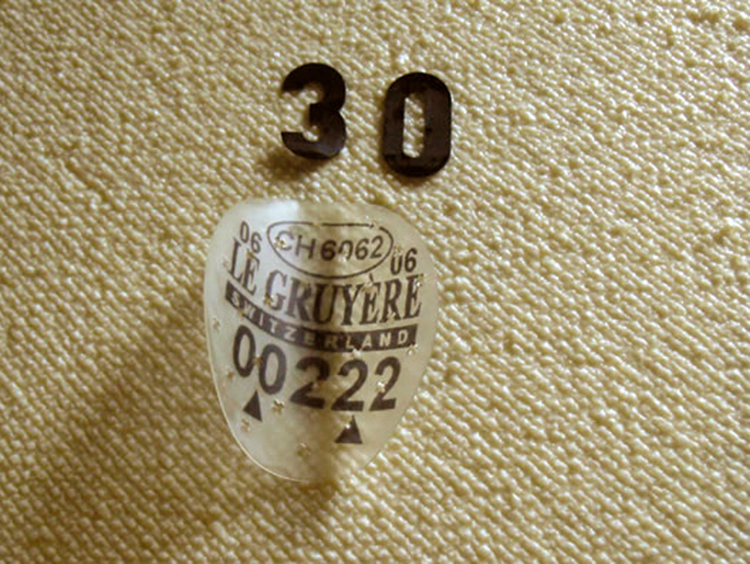 30
CH 6062
06 06
LE GRUYÈRE
SWITZERLAND
00222